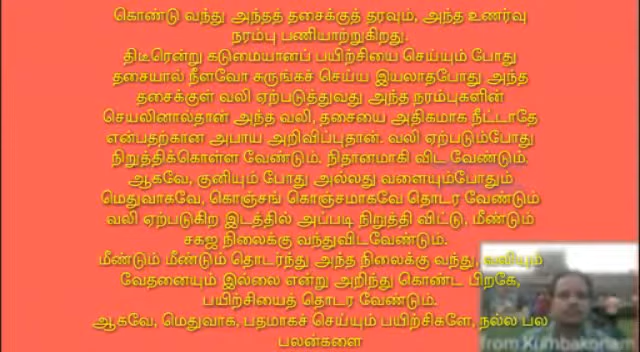 கொண்டு வந்து அந்தத் தசைக்குத் தரவும், அந்த உணர்வு
நரம்பு பணியாற்றுகிறது.
திடீரென்று கடுமையானப் பயிற்சியை செய்யும் போது
தசையால் நீளவோ சுருங்கச் செய்ய இயலாதபோது அந்த
தசைக்குள் வலி ஏற்படுத்துவது அந்த நரம்புகளின்
செயலினால்தான் அந்த வலி, தசையை அதிகமாக நீட்டாதே
என்பதற்கான அபாய அறிவிப்புதான். வலி ஏற்படும்போது
நிறுத்திக்கொள்ள வேண்டும். நிதானமாகி விட வேண்டும்.
ஆகவே, குனியும் போது அல்லது வளையும்போதும்
மெதுவாகவே, கொஞ்சங் கொஞ்சமாகவே தொடர வேண்டும்
வலி ஏற்படுகிற இடத்தில் அப்படி நிறுத்தி விட்டு, மீண்டும்
சகஜ நிலைக்கு வந்துவிடவேண்டும்.
மீண்டும் மீண்டும் தொடர்ந்து அந்த நிலைக்கு வந்து, வலியும்
வேதனையும் இல்லை என்று அறிந்து கொண்ட பிறகே,
பயிற்சியைத் தொடர வேண்டும்.
ஆகவே, மெதுவாக, பதமாகச் செய்யும் பயிற்சிகளே, நல்ல பல
பலன்களை
from Kumbakonam